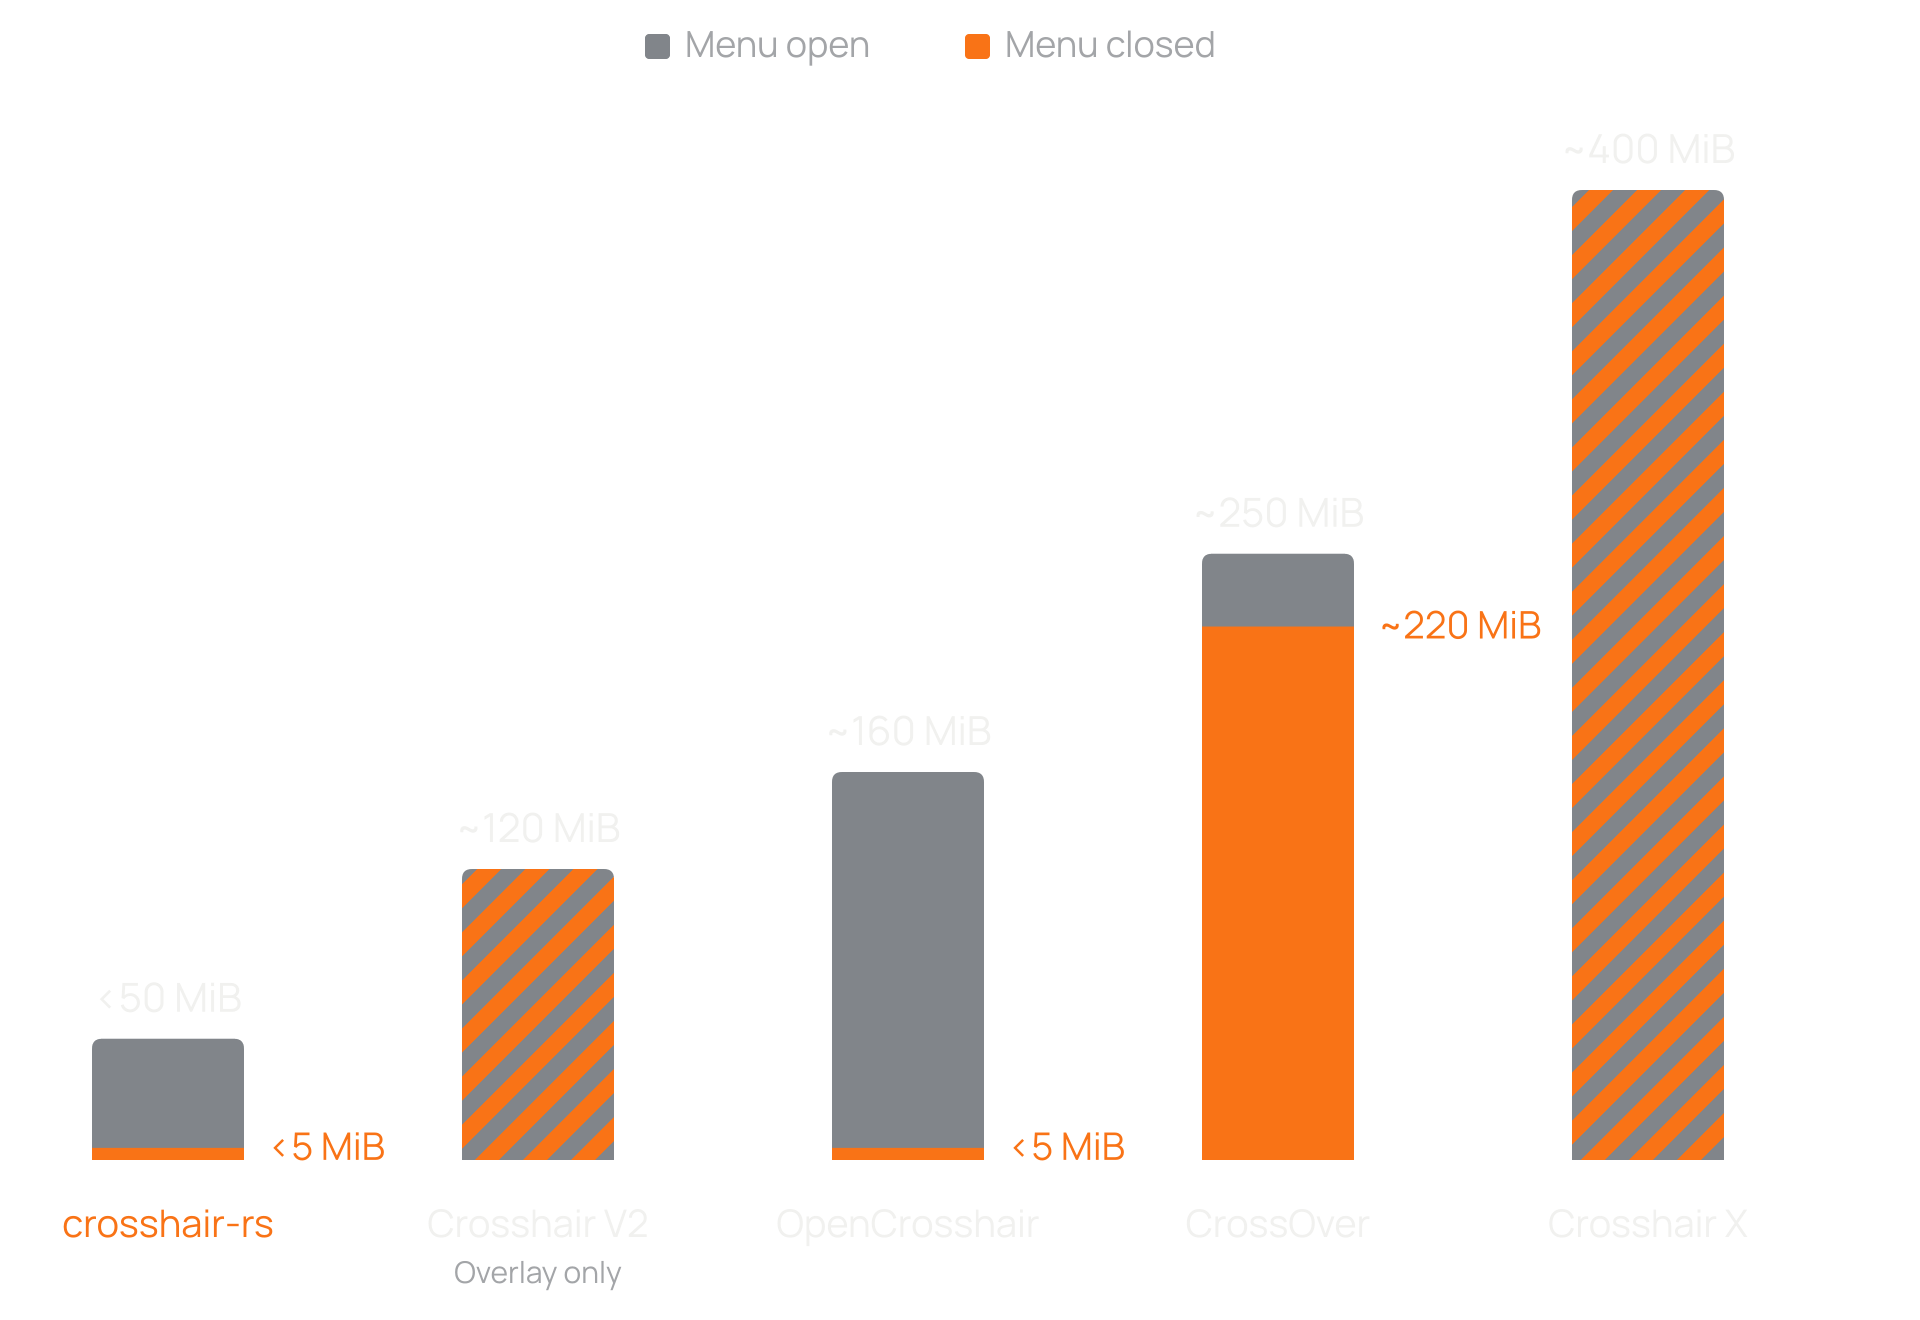 Menu open
Menu closed
~400 MiB
~250 MiB
~220 MiB
~160 MiB
~120 MiB
<50 MiB
<5 MiB
<5 MiB
crosshair-rs
Crosshair V2
OpenCrosshair
CrossOver
Crosshair X
Overlay only